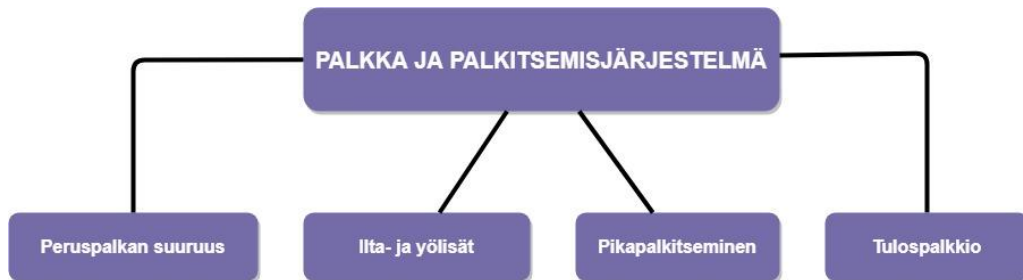 PALKKA JA PALKITSEMISJÄRJESTELMÄ
Peruspalkan suuruus
Ilta- ja yölisät
Pikapalkitseminen
Tulospalkkio